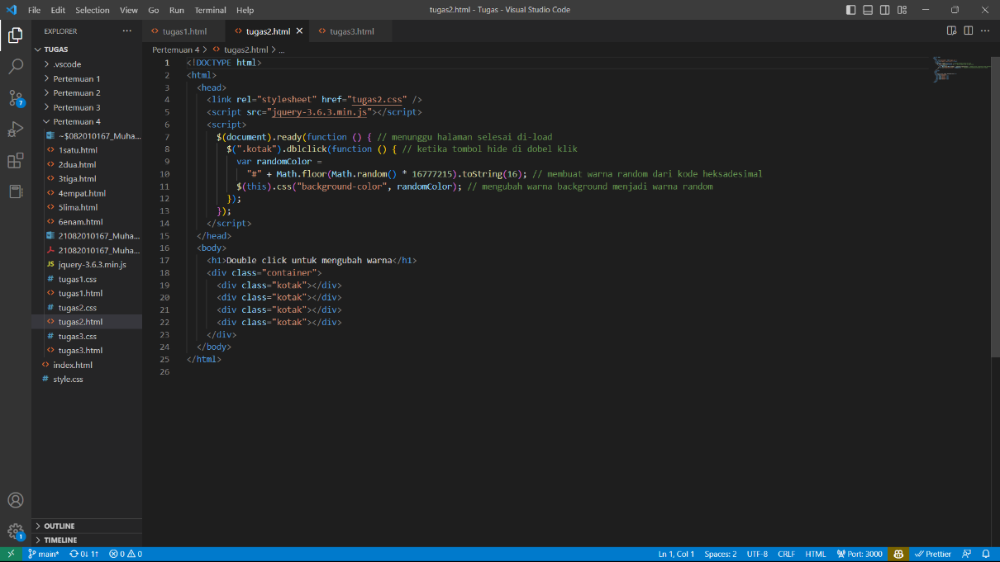 File Edit Selection View Go Run Terminal Help
tugas2.html - Tugas - Visual Studio Code
EXPLORER
TUGAS
.vscode
Pertemuan 1
Pertemuan 2
Pertemuan 3
Pertemuan 4
~$082010167_Muha...
1satu.html
2dua.html
3tiga.html
4empat.html
5lima.html
6enam.html
21082010167_Muha...
21082010167_Muha...
JS jquery-3.6.3.min.js
# tugas1.css
tugas1.html
# tugas2.css
tugas2.html
# tugas3.css
tugas3.html
index.html
# style.css
OUTLINE
TIMELINE
7
1
tugas1.html tugas2.html tugas3.html
Pertemuan 4 > tugas2.html > ...
1 <!DOCTYPE html>
2 <html>
3 <head>
4 <link rel="stylesheet" href="tugas2.css" />
5 <script src="jquery-3.6.3.min.js"></script>
6 <script>
7 $(document).ready(function () { // menunggu halaman selesai di-load
8 $(".kotak").dblclick(function () { // ketika tombol hide di dobel klik
9 var randomColor =
10 "#" + Math.floor(Math.random() * 16777215).toString(16); // membuat warna random dari kode heksadesimal
11 $(this).css("background-color", randomColor); // mengubah warna background menjadi warna random
12 });
13 });
14 </script>
15 </head>
16 <body>
17 <h1>Double click untuk mengubah warna</h1>
18 <div class="container">
19 <div class="kotak"></div>
20 <div class="kotak"></div>
21 <div class="kotak"></div>
22 <div class="kotak"></div>
23 </div>
24 </body>
25 </html>
26
main* 0↓ 1↑ 0 0
Ln 1, Col 1 Spaces: 2 UTF-8 CRLF HTML Port: 3000 Prettier